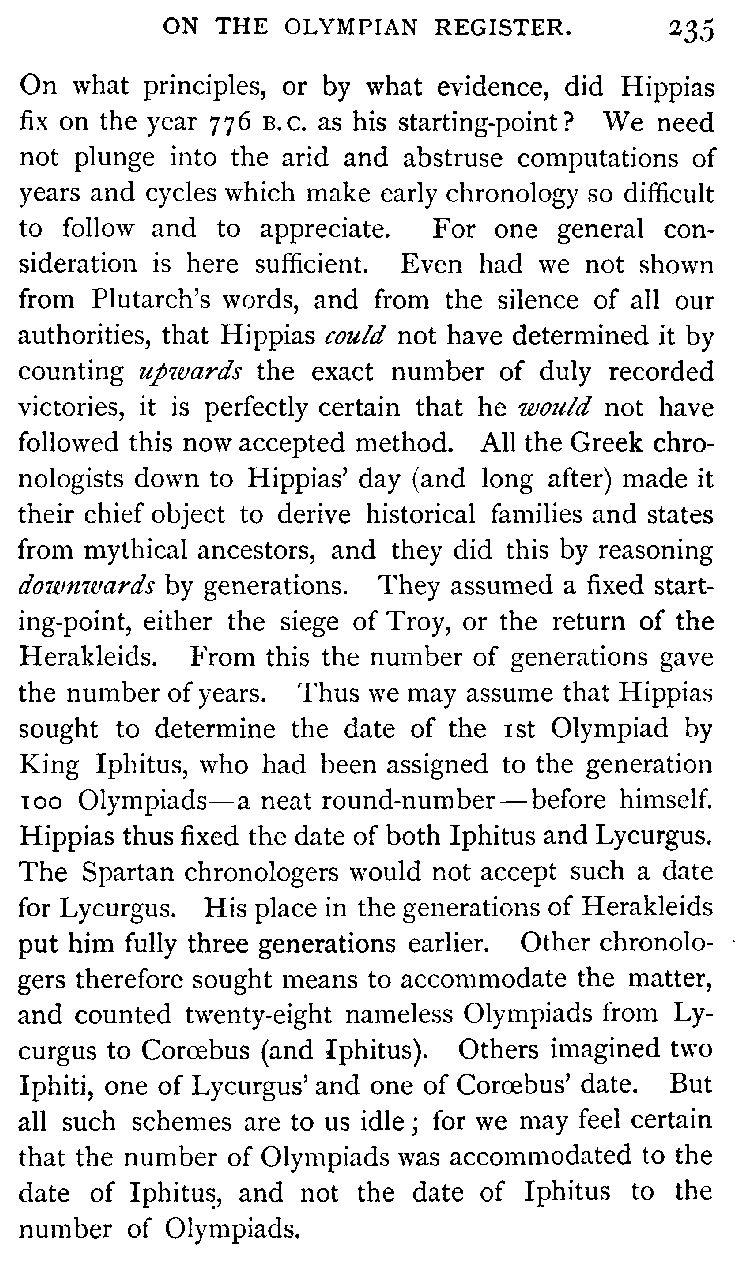 ON THE OLYMPIAN REGISTER. 235
On what principles, or by what evidence, did Hippias
fix on the year 776 B.C. as his starting-point? We need
not plunge into the arid and abstruse computations of
years and cycles which make early chronology so difficult
to follow and to appreciate. For one general con-
sideration is here sufficient. Even had we not shown
from Plutarch's words, and from the silence of all our
authorities, that Hippias could not have determined it by
counting upwards the exact number of duly recorded
victories, it is perfectly certain that he would not have
followed this now accepted method. All the Greek chro-
nologists down to Hippias' day (and long after) made it
their chief object to derive historical families and states
from mythical ancestors, and they did this by reasoning
downwards by generations. They assumed a fixed start-
ing-point, either the siege of Troy, or the return of the
Herakleids. From this the number of generations gave
the number of years. Thus we may assume that Hippias
sought to determine the date of the 1st Olympiad by
King Iphitus, who had been assigned to the generation
100 Olympiads—a neat round-number—before himself.
Hippias thus fixed the date of both Iphitus and Lycurgus.
The Spartan chronologers would not accept such a date
for Lycurgus. His place in the generations of Herakleids
put him fully three generations earlier. Other chronolo-
gers therefore sought means to accommodate the matter,
and counted twenty-eight nameless Olympiads from Ly-
curgus to Corœbus (and Iphitus). Others imagined two
Iphiti, one of Lycurgus' and one of Corœbus' date. But
all such schemes are to us idle; for we may feel certain
that the number of Olympiads was accommodated to the
date of Iphitus, and not the date of Iphitus to the
number of Olympiads.